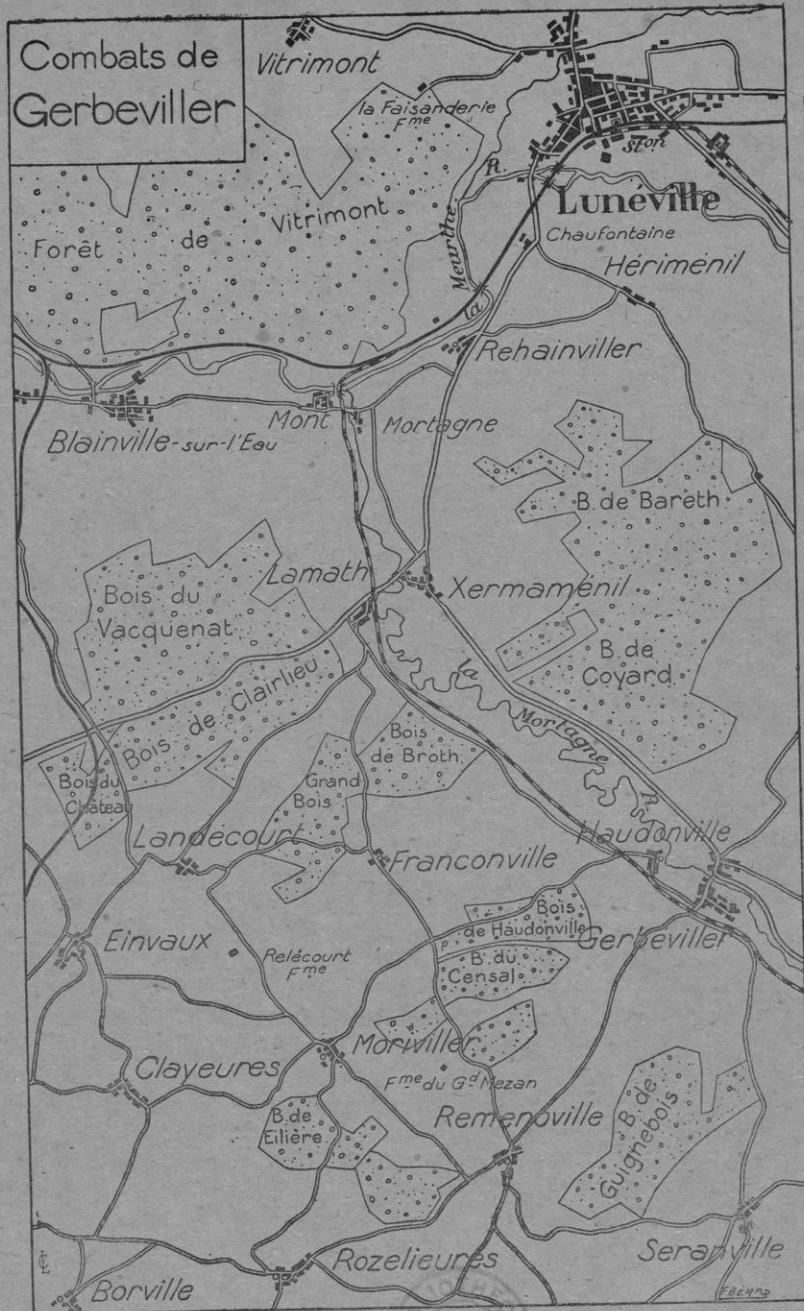 Combats de
Gerbeviller
Vitrimont
la Faisanderie
Fme
Ston
Lunéville
Forêt de Vitrimont
Meurthe R.
la
Chaufontaine
Hériménil
Rehainviller
Blainville-sur-l'Eau
Mont
Mortagne
B. de Bareth
Lamath
Xermaménil
Bois du
Vacquenat
Bois de Clairlieu
B. de
Coyard
la Mortagne R.
Bois
de Broth
Grand
Bois
Bois du
Château
Landécourt
Franconville
Haudonville
Bois
de Haudonville
Gerbeviller
Einvaux
Relécourt
Fme
B. du
Censal
Moriviller
Clayeures
Fme du Gd Mezan
B. de
Eilière
Remenoville
B. de
Guignebois
Rozelieures
Seranville
Borville